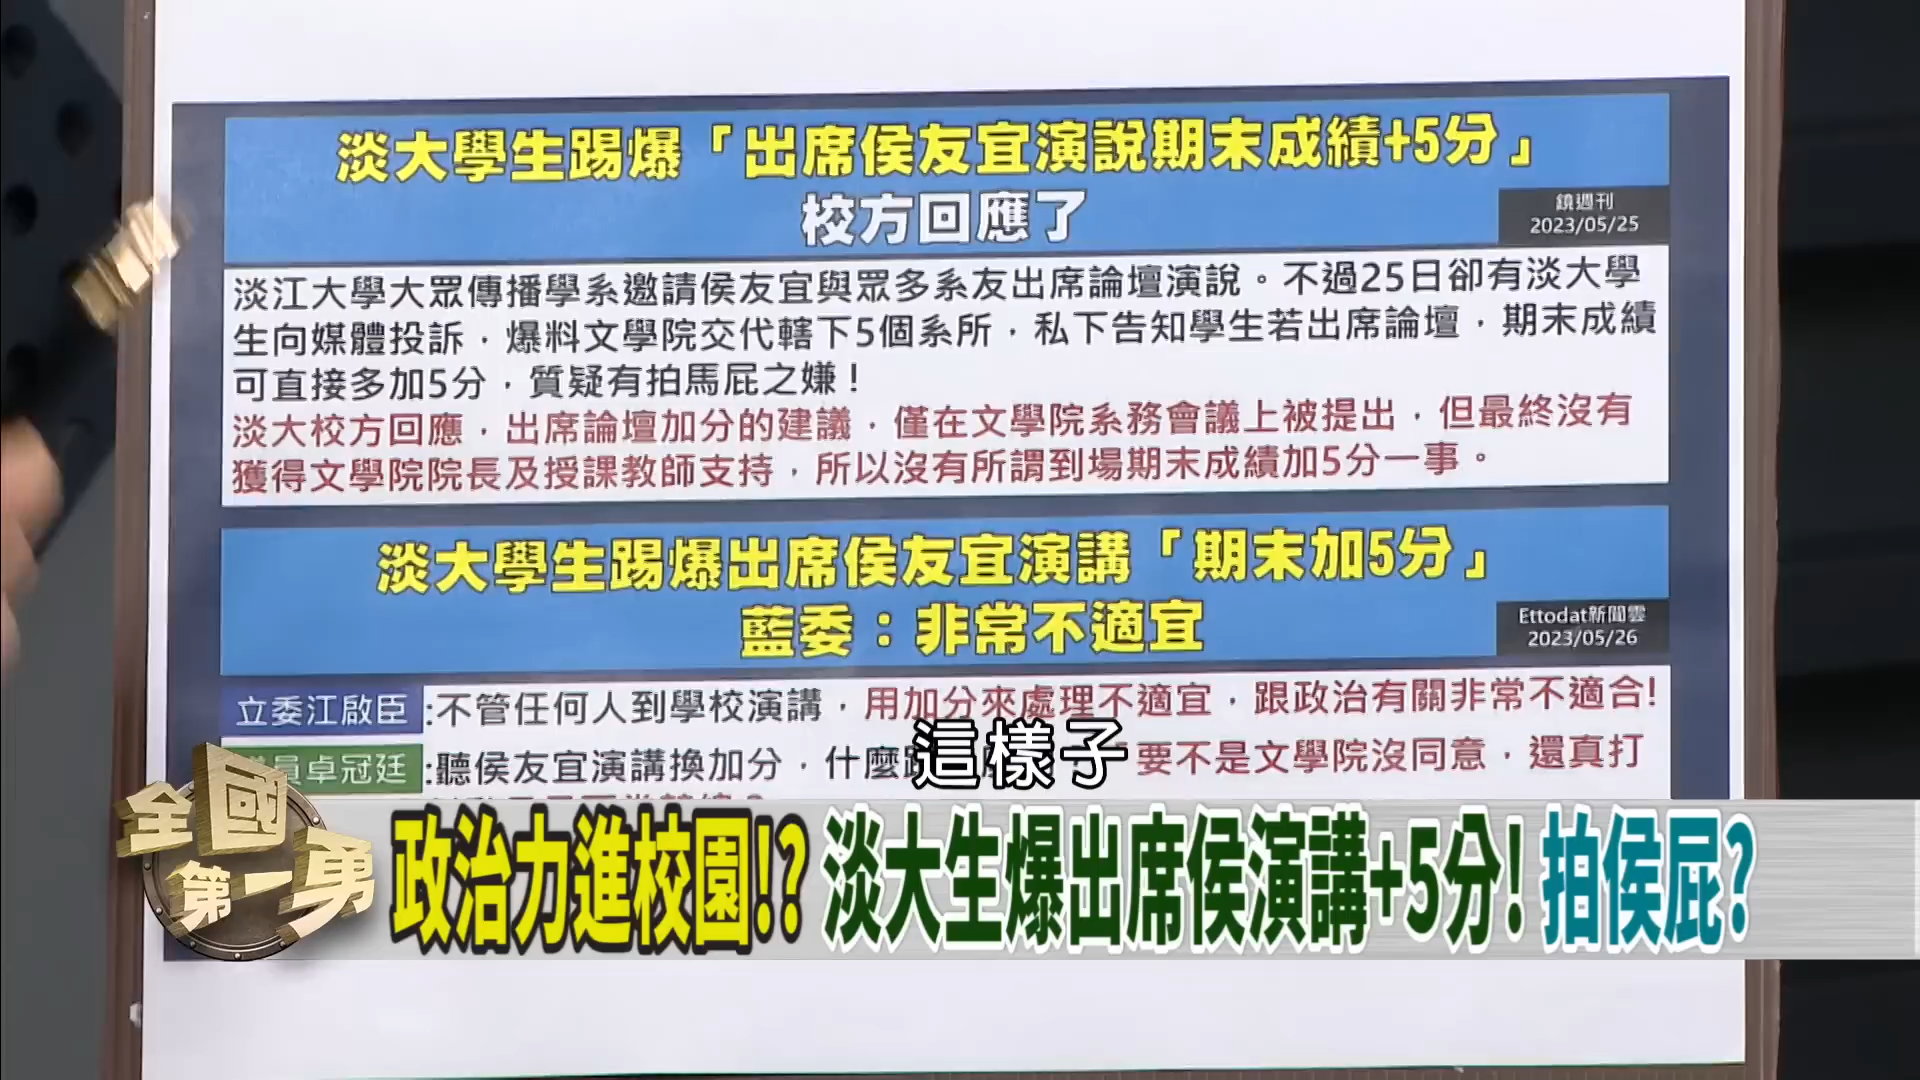 淡大學生踢爆「出席侯友宜演說期末成績+5分」
校方回應了
鏡週刊
2023/05/25
淡江大學大眾傳播學系邀請侯友宜與眾多系友出席論壇演說。不過25日卻有淡大學
生向媒體投訴，爆料文學院交代轄下5個系所，私下告知學生若出席論壇，期末成績
可直接多加5分，質疑有拍馬屁之嫌！
淡大校方回應，出席論壇加分的建議，僅在文學院系務會議上被提出，但最終沒有
獲得文學院院長及授課教師支持，所以沒有所謂到場期末成績加5分一事。
淡大學生踢爆出席侯友宜演講「期末加5分」
藍委：非常不適宜
Ettodat新聞雲
2023/05/26
立委江啟臣:不管任何人到學校演講，用加分來處理不適宜，跟政治有關非常不適合!
員卓冠廷:聽侯友宜演講換加分，什麼 要不是文學院沒同意，還真打
這樣子
全國第一勇
政治力進校園!? 淡大生爆出席侯演講+5分! 拍侯屁?